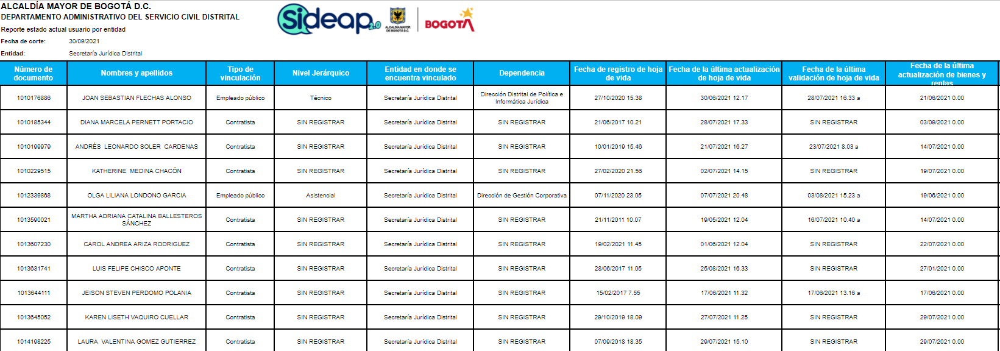 ALCALDÍA MAYOR DE BOGOTÁ D.C.
DEPARTAMENTO ADMINISTRATIVO DEL SERVICIO CIVIL DISTRITAL
Reporte estado actual usuario por entidad
Fecha de corte: 30/09/2021
Entidad: Secretaría Jurídica Distrital
Sideap 2.0
ALCALDÍA MAYOR
DE BOGOTÁ D.C.
BOGOTÁ
Número de documento Nombres y apellidos Tipo de vinculación Nivel Jerárquico Entidad en donde se encuentra vinculado Dependencia Fecha de registro de hoja de vida Fecha de la última actualización de hoja de vida Fecha de la última validación de hoja de vida Fecha de la última actualización de bienes y rentas
1010176886 JOAN SEBASTIAN FLECHAS ALONSO Empleado público Técnico Secretaría Jurídica Distrital Dirección Distrital de Política e Informática Jurídica 27/10/2020 15.38 30/06/2021 12.17 28/07/2021 16.33 a 21/06/2021 0.00
1010185344 DIANA MARCELA PERNETT PORTACIO Contratista SIN REGISTRAR Secretaría Jurídica Distrital SIN REGISTRAR 21/06/2017 10.21 28/07/2021 17.33 SIN REGISTRAR 03/09/2021 0.00
1010199979 ANDRÉS LEONARDO SOLER CARDENAS Contratista SIN REGISTRAR Secretaría Jurídica Distrital SIN REGISTRAR 10/01/2019 15.46 21/07/2021 16.27 23/07/2021 8.03 a 14/07/2021 0.00
1010229515 KATHERINE MEDINA CHACÓN Contratista SIN REGISTRAR Secretaría Jurídica Distrital SIN REGISTRAR 27/02/2020 21.56 02/07/2021 14.15 SIN REGISTRAR 19/07/2021 0.00
1012339868 OLGA LILIANA LONDONO GARCIA Empleado público Asistencial Secretaría Jurídica Distrital Dirección de Gestión Corporativa 07/11/2020 23.05 07/07/2021 20.48 03/08/2021 15.23 a 19/06/2021 0.00
1013590021 MARTHA ADRIANA CATALINA BALLESTEROS SÁNCHEZ Contratista SIN REGISTRAR Secretaría Jurídica Distrital SIN REGISTRAR 21/11/2011 10.07 19/05/2021 12.04 16/07/2021 10.40 a 14/07/2021 0.00
1013607230 CAROL ANDREA ARIZA RODRIGUEZ Contratista SIN REGISTRAR Secretaría Jurídica Distrital SIN REGISTRAR 19/02/2021 11.45 01/06/2021 12.04 SIN REGISTRAR 22/07/2021 0.00
1013631741 LUIS FELIPE CHISCO APONTE Contratista SIN REGISTRAR Secretaría Jurídica Distrital SIN REGISTRAR 28/06/2017 11.05 25/08/2021 16.33 SIN REGISTRAR 27/01/2021 0.00
1013644111 JEISON STEVEN PERDOMO POLANIA Contratista SIN REGISTRAR Secretaría Jurídica Distrital SIN REGISTRAR 15/02/2017 7.55 17/06/2021 11.32 17/06/2021 13.16 a 17/06/2021 0.00
1013645052 KAREN LISETH VAQUIRO CUELLAR Contratista SIN REGISTRAR Secretaría Jurídica Distrital SIN REGISTRAR 29/10/2019 18.09 27/07/2021 11.25 SIN REGISTRAR 29/07/2021 0.00
1014198225 LAURA VALENTINA GOMEZ GUTIERREZ Contratista SIN REGISTRAR Secretaría Jurídica Distrital SIN REGISTRAR 07/09/2018 18.35 29/07/2021 15.10 SIN REGISTRAR 29/07/2021 0.00